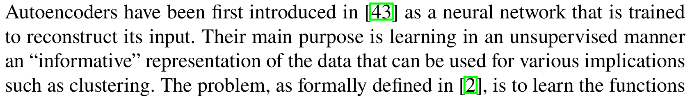 Autoencoders have been first introduced in [43] as a neural network that is trained
to reconstruct its input. Their main purpose is learning in an unsupervised manner
an “informative” representation of the data that can be used for various implications
such as clustering. The problem, as formally defined in [2], is to learn the functions